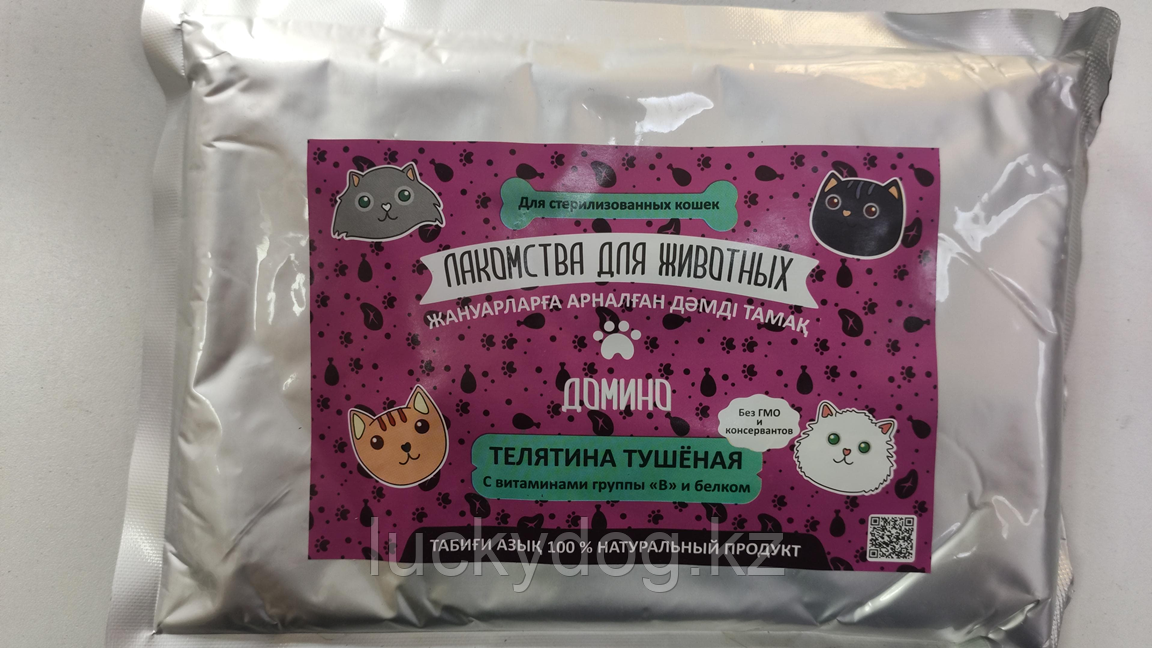 Для стерилизованных кошек
ЛАКОМСТВА ДЛЯ ЖИВОТНЫХ
ЖАНУАРЛАРҒА АРНАЛҒАН ДӘМДІ ТАМАҚ
ДОМИНО
Без ГМО
и
консервантов
ТЕЛЯТИНА ТУШЁНАЯ
С витаминами группы «В» и белком
ТАБИҒИ АЗЫҚ 100 % НАТУРАЛЬНЫЙ ПРОДУКТ
luckydog.kz